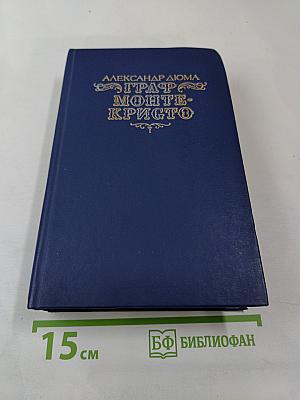 АЛЕКСАНДР ДЮМА
ГРАФ
МОНТЕ-
КРИСТО
15 см
БФ БИБЛИОФАН